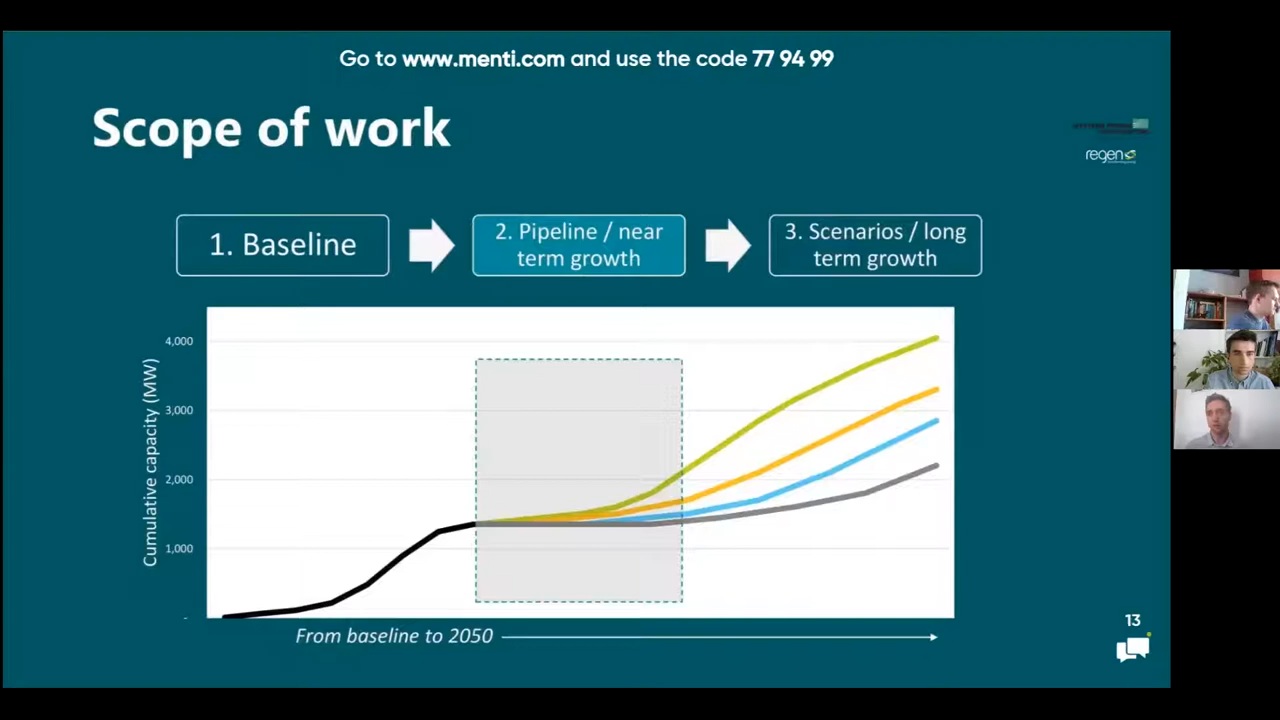 Go to www.menti.com and use the code 77 94 99
Scope of work
regen
1. Baseline
2. Pipeline / near
term growth
3. Scenarios / long
term growth
Cumulative capacity (MW)
4,000
3,000
2,000
1,000
-
From baseline to 2050
13